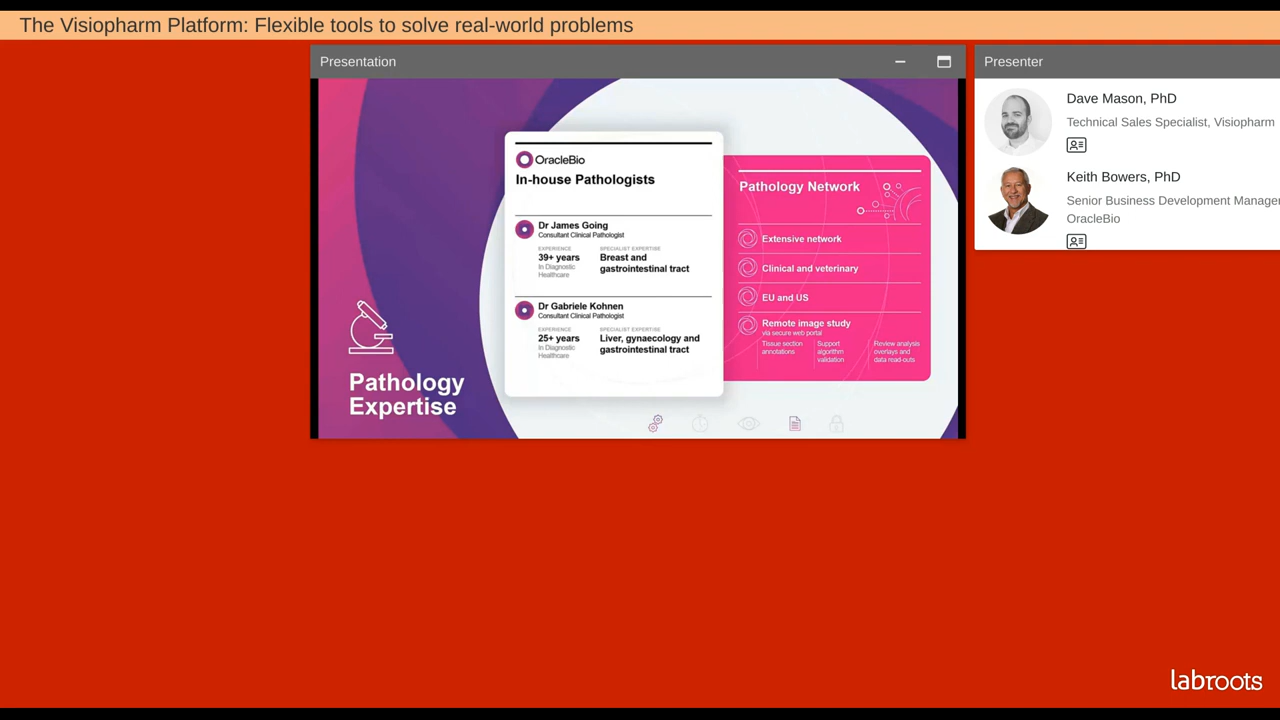 The Visiopharm Platform: Flexible tools to solve real-world problems
Presentation
Presenter
Dave Mason, PhD
Technical Sales Specialist, Visiopharm
Keith Bowers, PhD
Senior Business Development Manager
OracleBio
OracleBio
In-house Pathologists
Dr James Going
Consultant Clinical Pathologist
EXPERIENCE
39+ years
In Diagnostic
Healthcare
SPECIALIST EXPERTISE
Breast and
gastrointestinal tract
Dr Gabriele Kohnen
Consultant Clinical Pathologist
EXPERIENCE
25+ years
In Diagnostic
Healthcare
SPECIALIST EXPERTISE
Liver, gynaecology and
gastrointestinal tract
Pathology Network
Extensive network
Clinical and veterinary
EU and US
Remote image study
via secure web portal
Tissue section
annotations
Support
algorithm
validation
Review analysis
overlays and
data read-outs
Pathology
Expertise
labroots